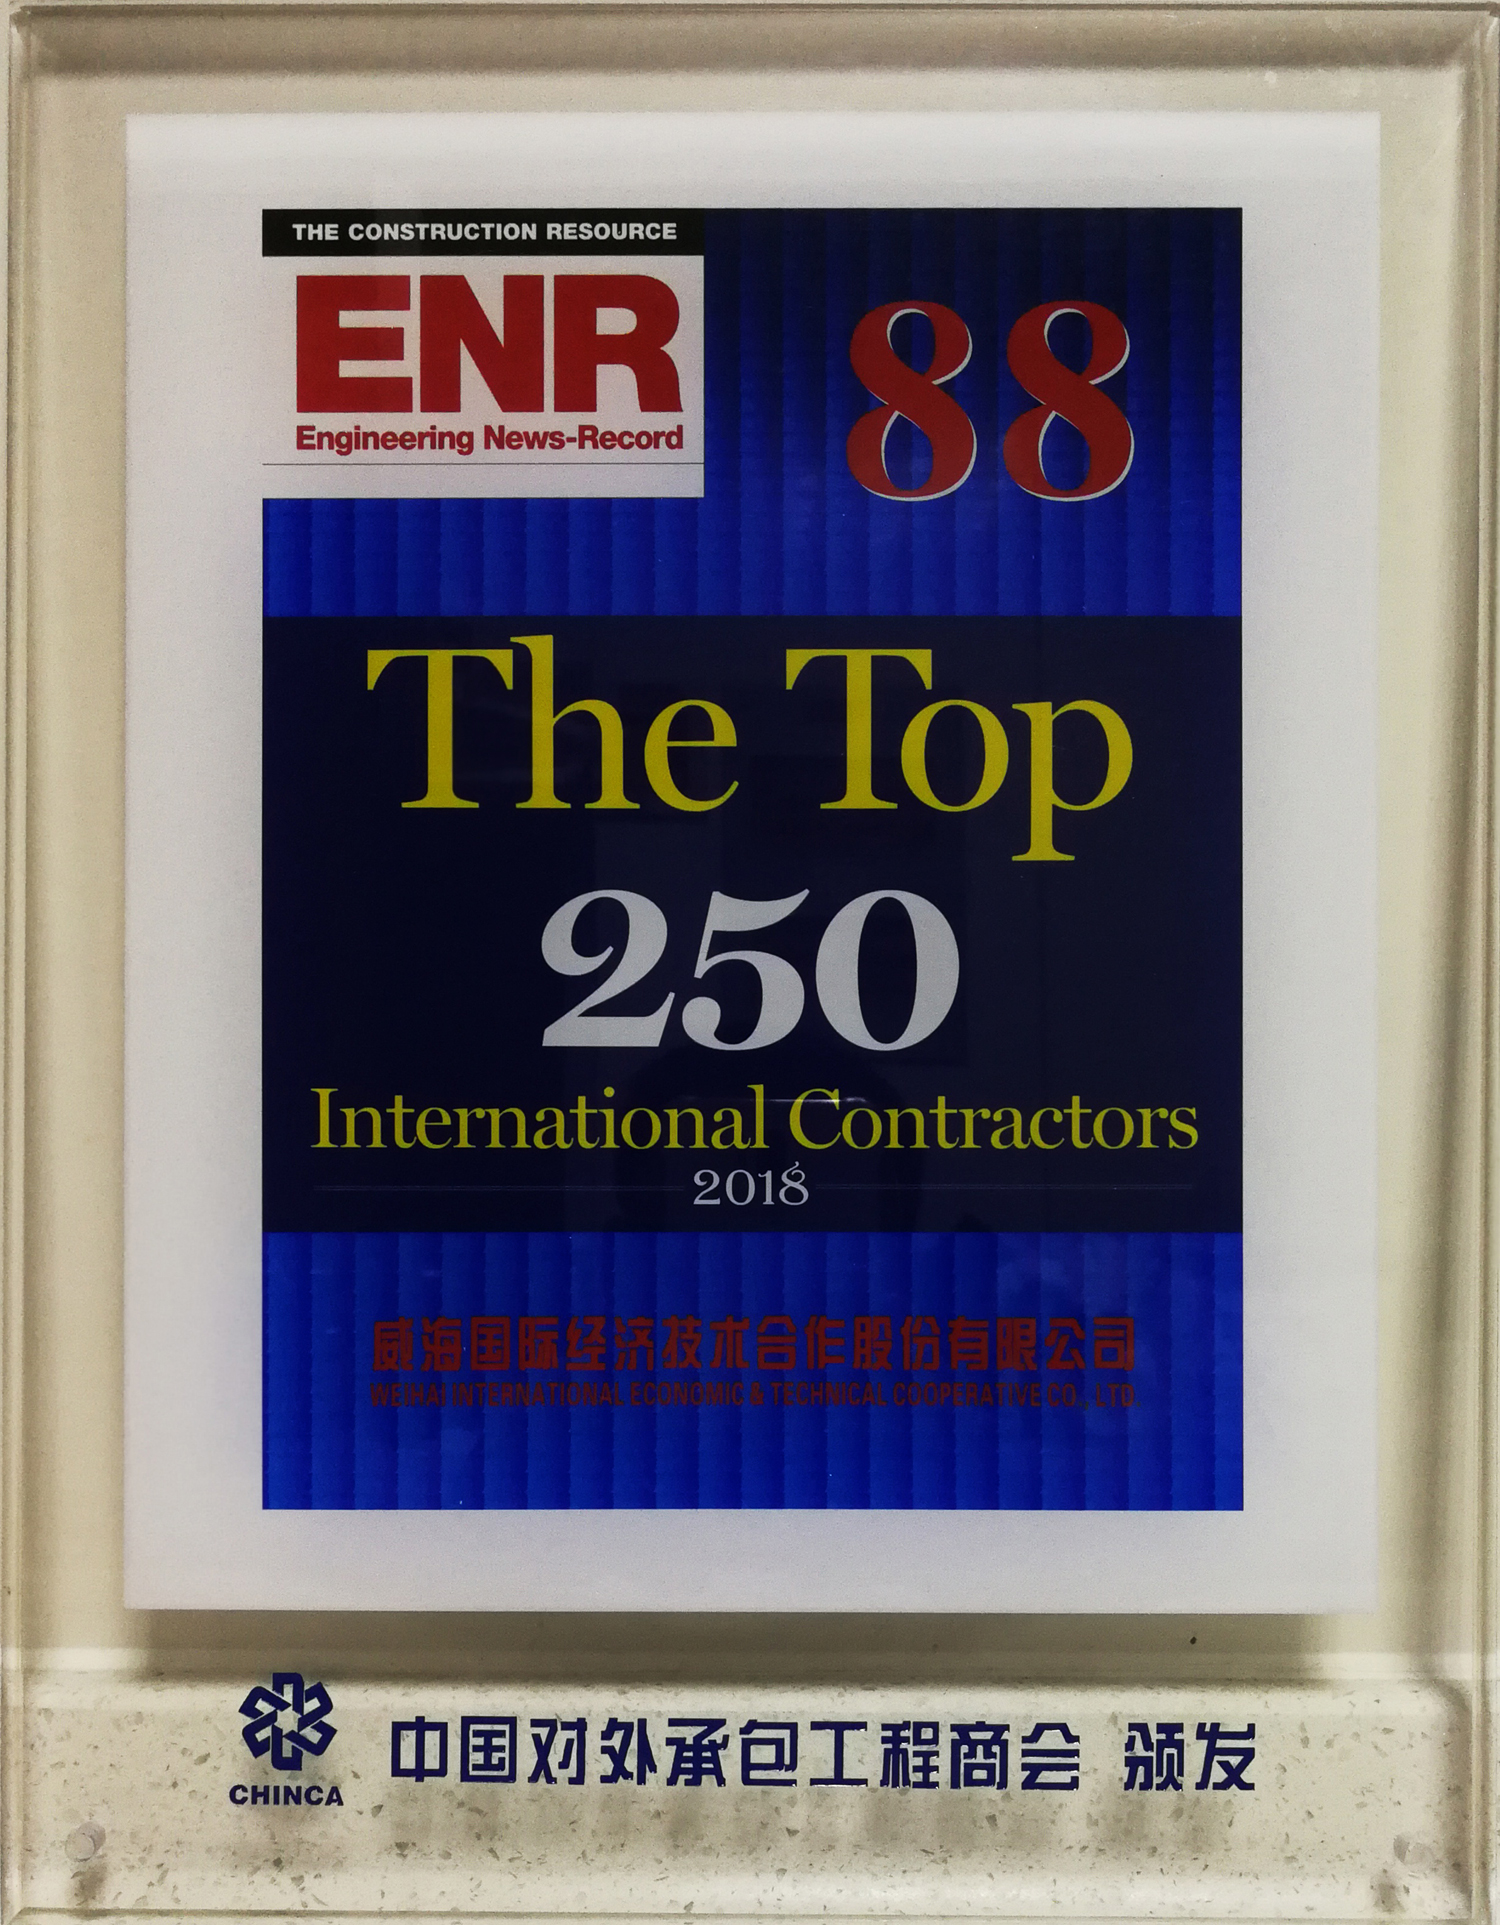 THE CONSTRUCTION RESOURCE
ENR
Engineering News-Record
88
The Top
250
International Contractors
2018
威海国际经济技术合作股份有限公司
WEIHAI INTERNATIONAL ECONOMIC & TECHNICAL COOPERATIVE CO., LTD.
CHINCA
中国对外承包工程商会 颁发